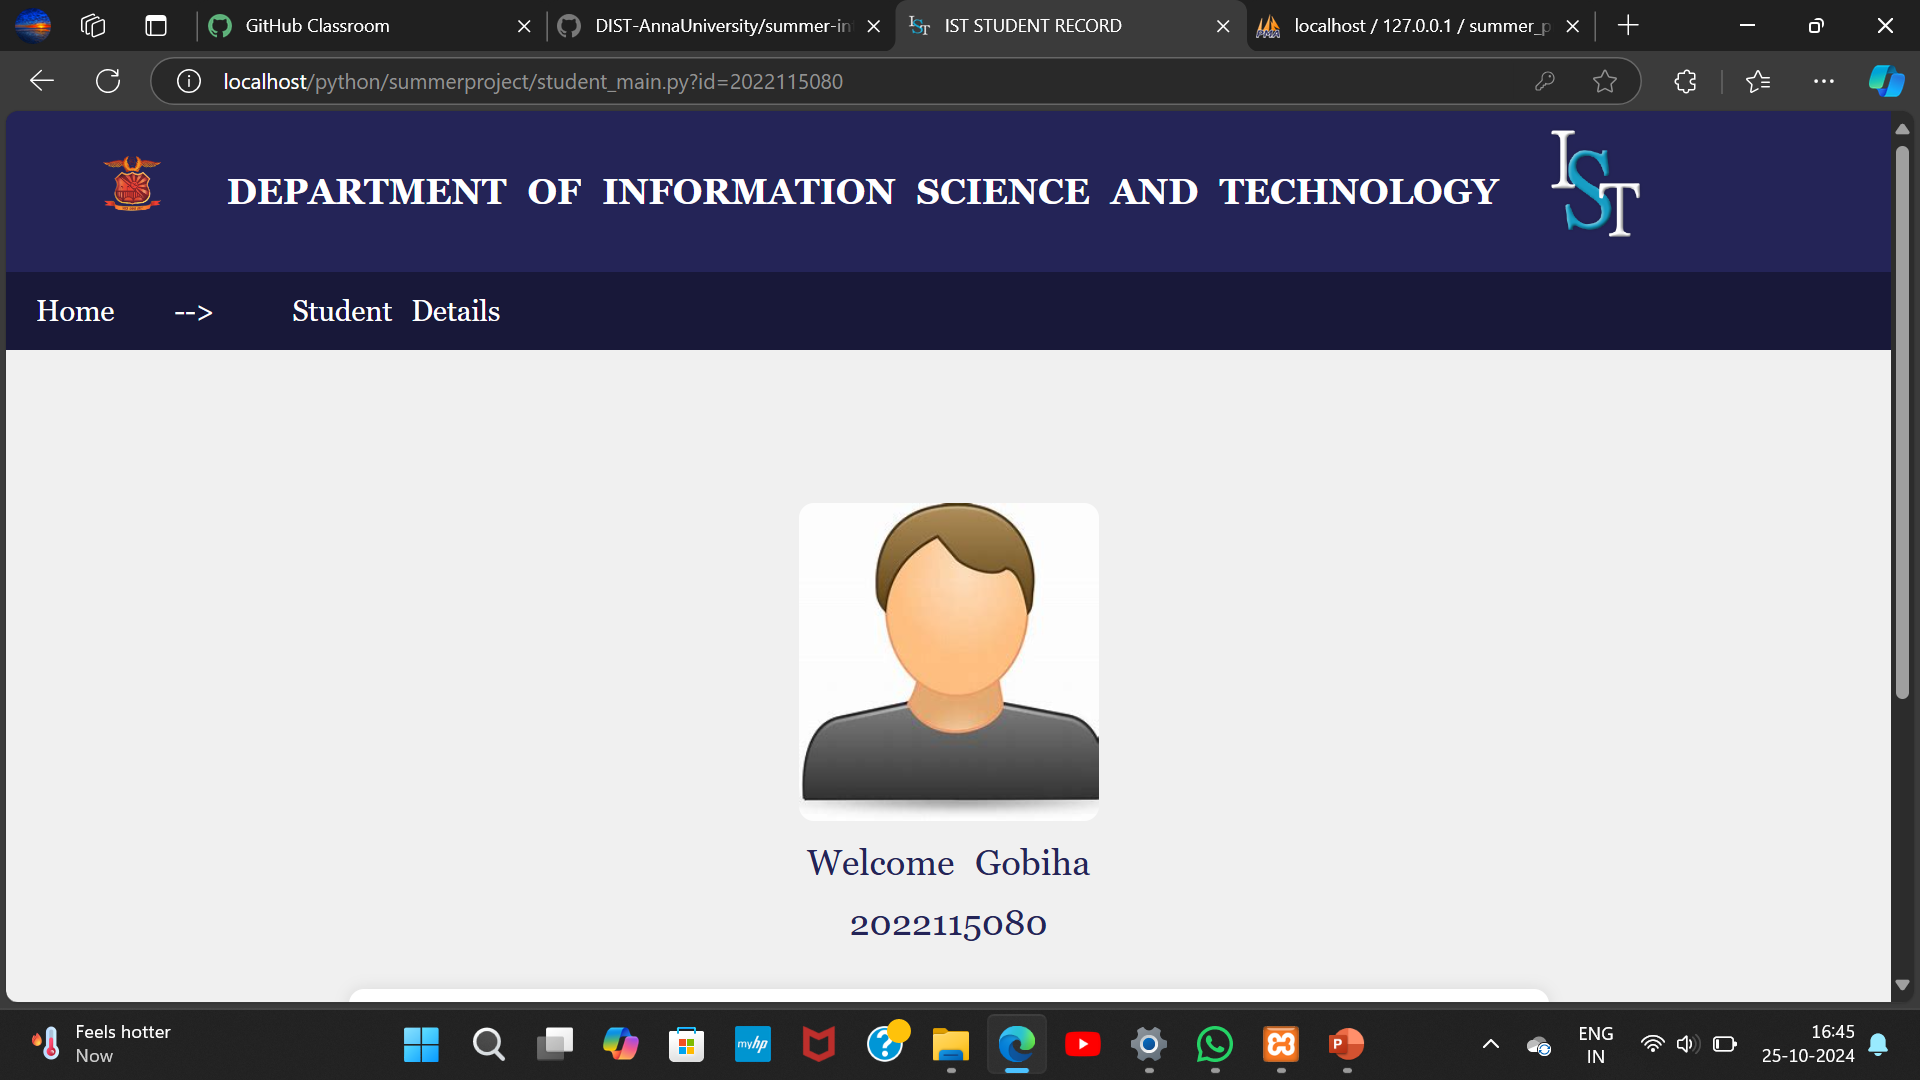 GitHub Classroom
DIST-AnnaUniversity/summer-in
IST STUDENT RECORD
localhost / 127.0.0.1 / summer_p
localhost/python/summerproject/student_main.py?id=2022115080
DEPARTMENT OF INFORMATION SCIENCE AND TECHNOLOGY
IST
Home --> Student Details
Welcome Gobiha
2022115080
Feels hotter
Now
myhp
ENG
IN
16:45
25-10-2024